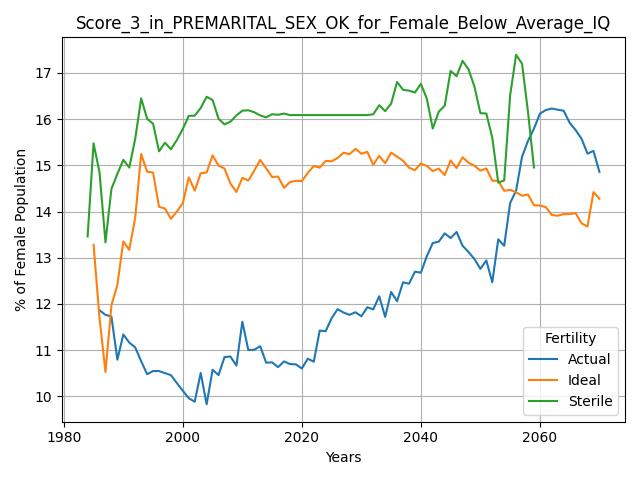 Score_3_in_PREMARITAL_SEX_OK_for_Female_Below_Average_IQ
% of Female Population
17
16
15
14
13
12
11
10
Fertility
Actual
Ideal
Sterile
1980
2000
2020
2040
2060
Years